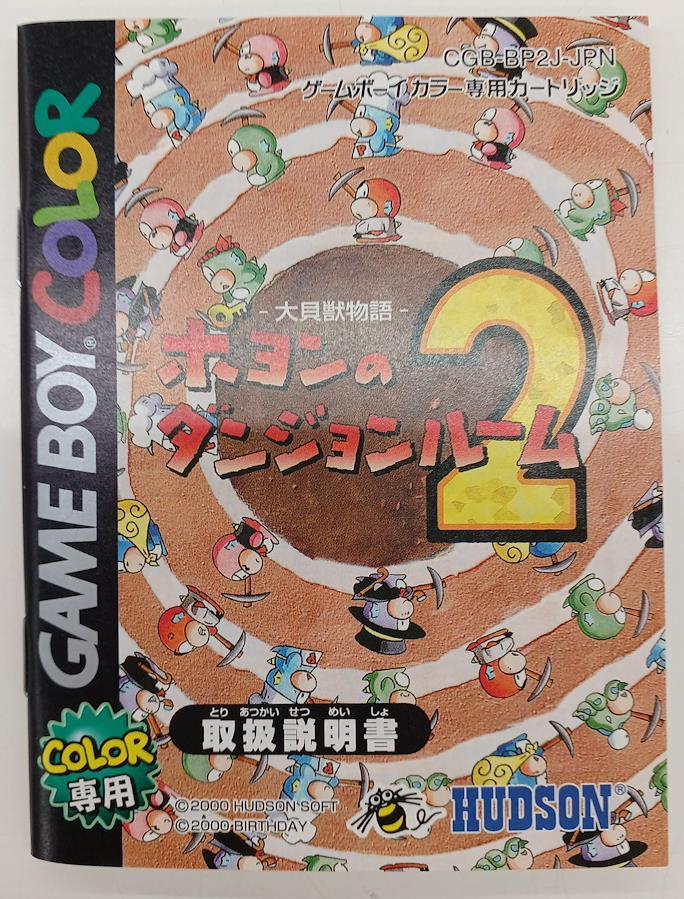 GAME BOY® COLOR
CGB-BP2J-JPN
ゲームボーイカラー専用カートリッジ
- 大貝獣物語 -
ホヨンの
ダンジョンルーム2
とり あつかい せつ めい しょ
取扱説明書
COLOR
専用
©2000 HUDSON SOFT
©2000 BIRTHDAY
HUDSON®